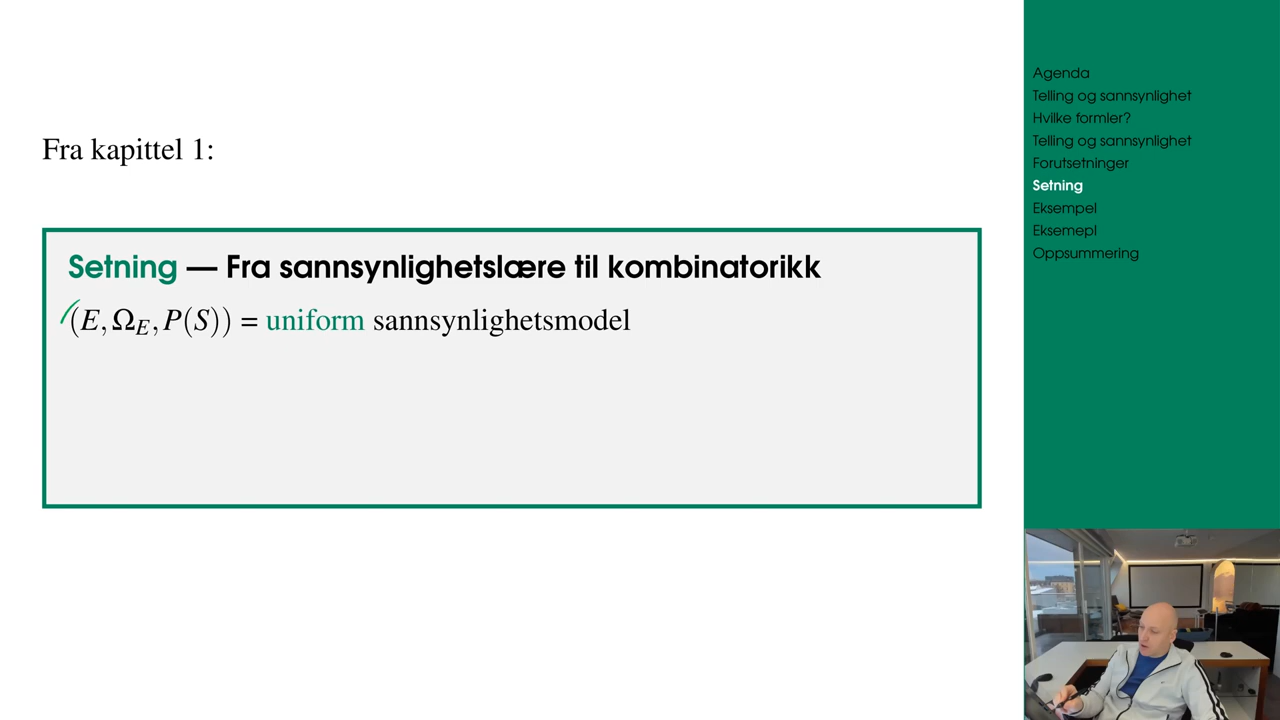 Fra kapittel 1:
Setning — Fra sannsynlighetslære til kombinatorikk
(E, Ω_E, P(S)) = uniform sannsynlighetsmodel
Agenda
Telling og sannsynlighet
Hvilke formler?
Telling og sannsynlighet
Forutsetninger
Setning
Eksempel
Eksemepl
Oppsummering